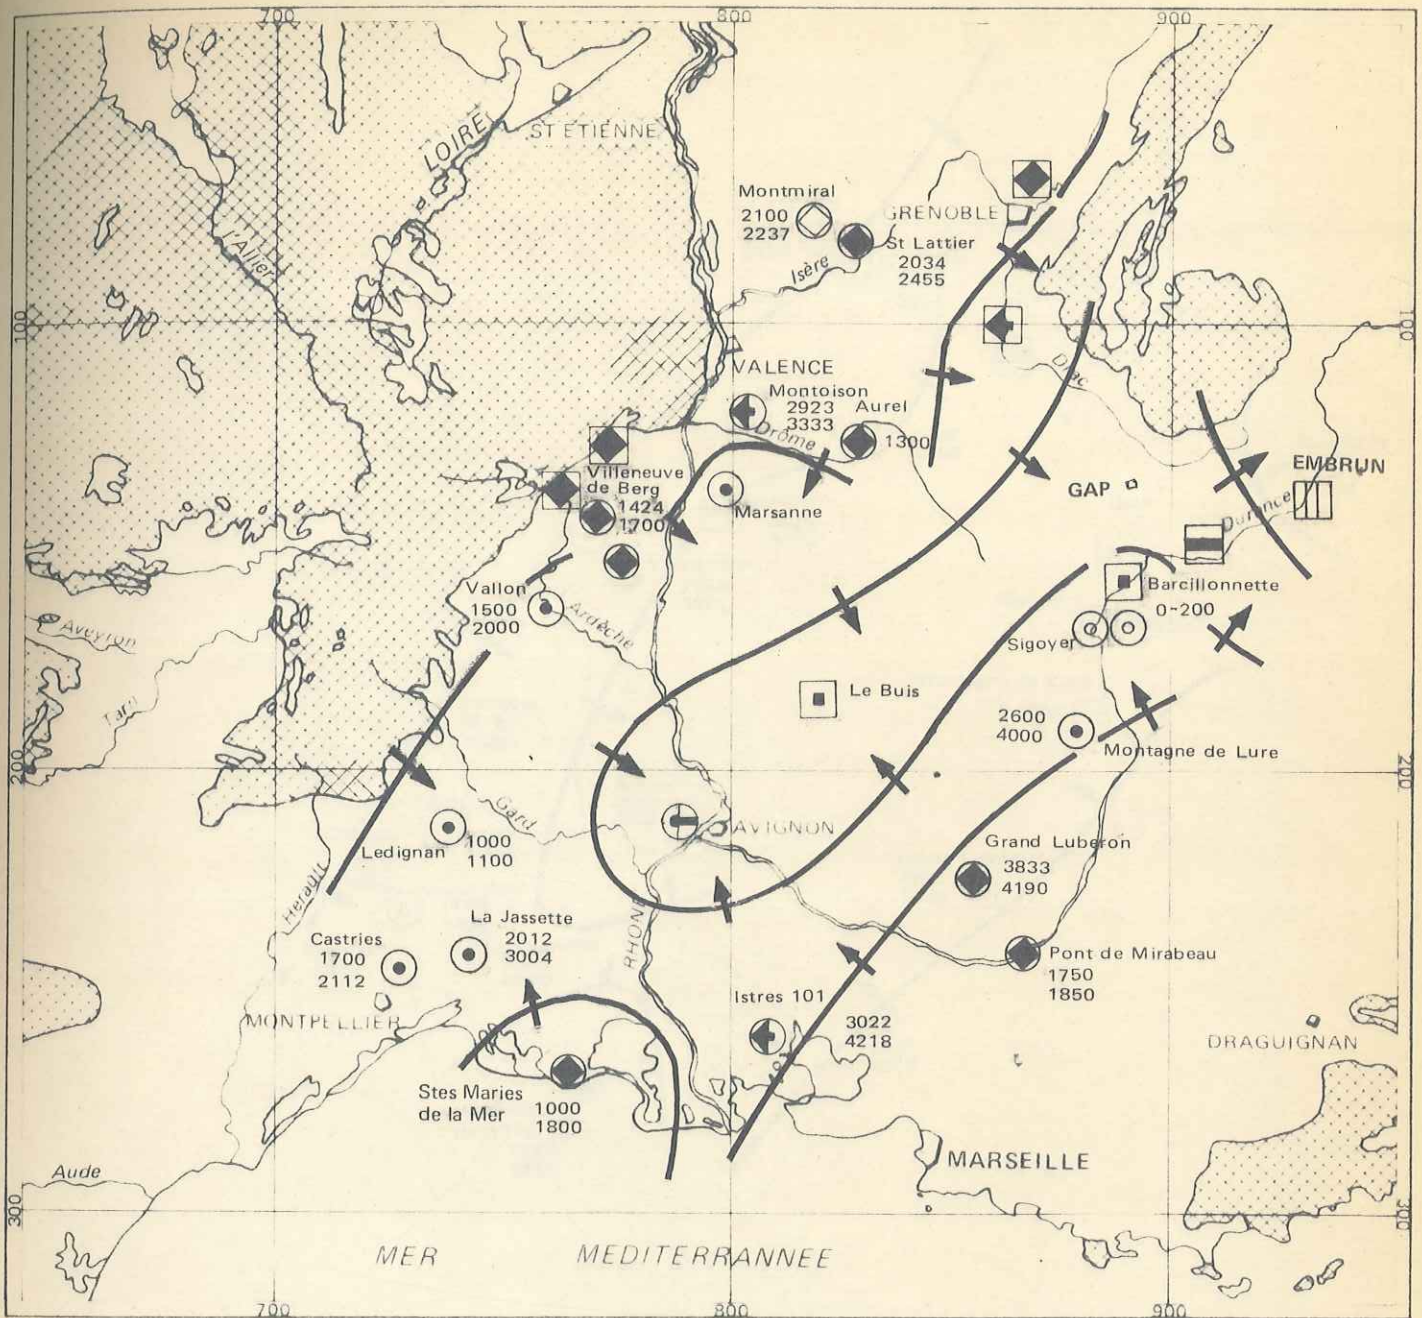 700
800
900
LOIRE
ST ETIENNE
l'Allier
Montmiral
2100
2237
GRENOBLE
St Lattier
2034
2455
Isère
100
100
VALENCE
Drac
Montoison
2923
3333
Aurel
1300
Drôme
Villeneuve
de Berg
1424
1700
Marsanne
GAP
EMBRUN
Durance
Vallon
1500
2000
Ardèche
Barcillonnette
0-200
Aveyron
Sigoyer
Tarn
Le Buis
2600
4000
Montagne de Lure
200
200
Gard
AVIGNON
Ledignan
1000
1100
Grand Luberon
3833
4190
Herault
La Jassette
2012
3004
Castries
1700
2112
RHONE
Pont de Mirabeau
1750
1850
Istres 101
3022
4218
MONTPELLIER
DRAGUIGNAN
Stes Maries
de la Mer
1000
1800
MARSEILLE
Aude
300
300
MER MEDITERRANNEE
700
800
900